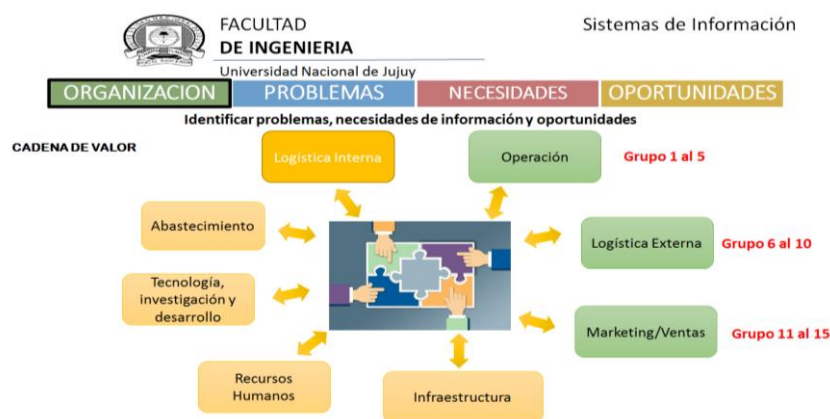 FACULTAD
DE INGENIERIA
Universidad Nacional de Jujuy
Sistemas de Información
ORGANIZACION
PROBLEMAS
NECESIDADES
OPORTUNIDADES
Identificar problemas, necesidades de información y oportunidades
CADENA DE VALOR
Logística Interna
Operación
Grupo 1 al 5
Abastecimiento
Logística Externa
Grupo 6 al 10
Tecnología,
investigación y
desarrollo
Marketing/Ventas
Grupo 11 al 15
Recursos
Humanos
Infraestructura